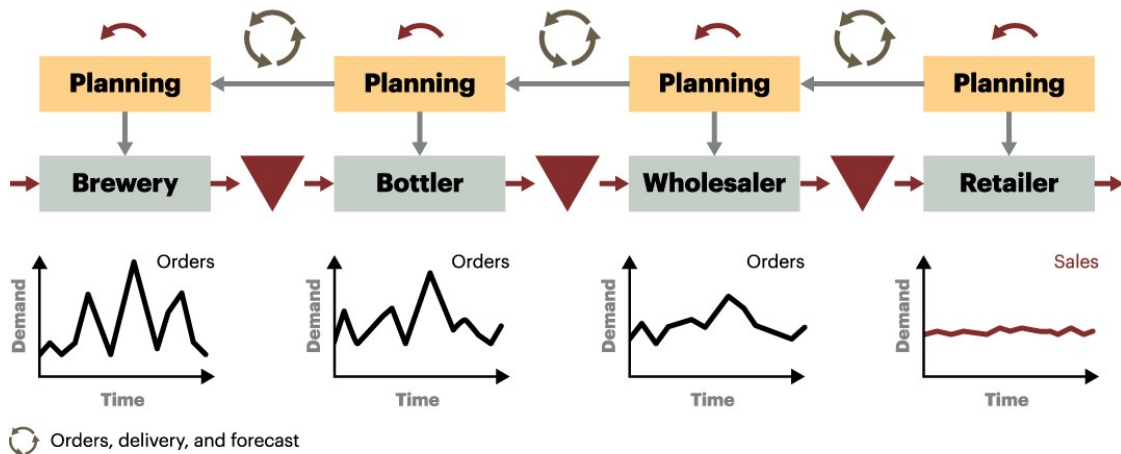 Planning
Planning
Planning
Planning
Brewery
Bottler
Wholesaler
Retailer
Orders
Demand
Time
Orders
Demand
Time
Orders
Demand
Time
Sales
Demand
Time
Orders, delivery, and forecast